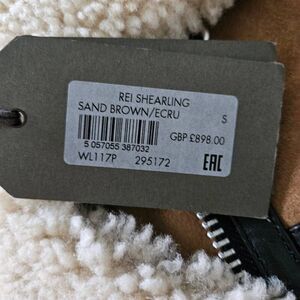 REI SHEARLING
SAND BROWN/ECRU S
GBP £898.00
5 057055 387032
WL117P 295172 EAC